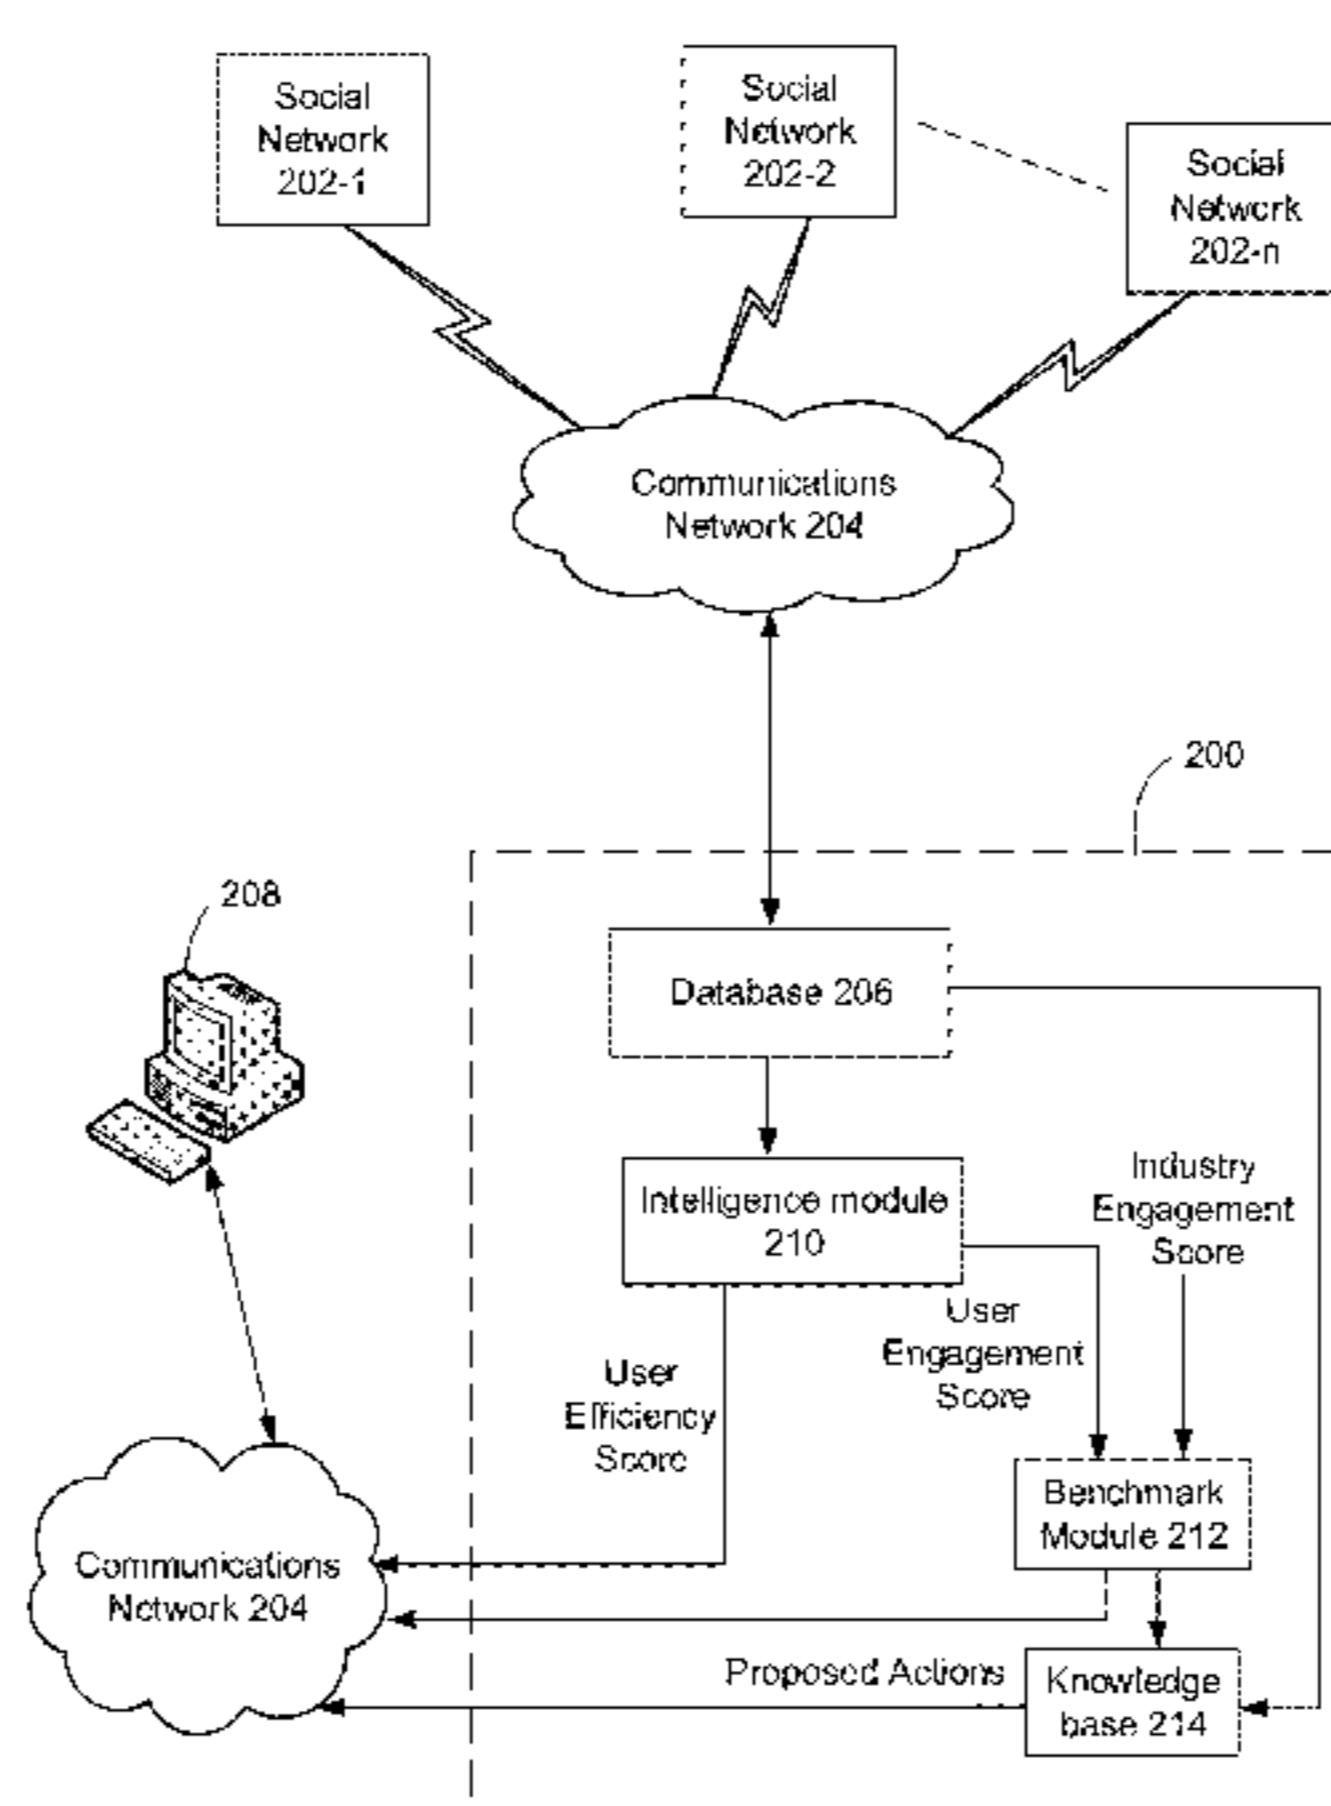 Social
Network
202-1
Social
Network
202-2
Social
Network
202-n
Communications
Network 204
200
208
Database 206
Intelligence module
210
Industry
Engagement
Score
User
Engagement
Score
User
Efficiency
Score
Benchmark
Module 212
Communications
Network 204
Proposed Actions
Knowledge
base 214